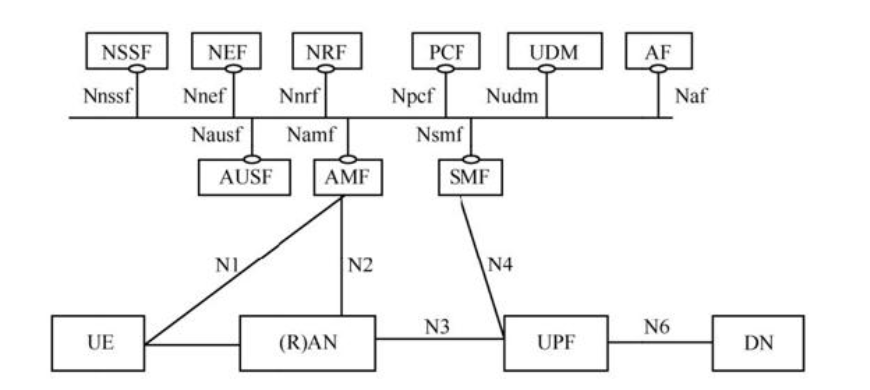 NSSF NEF NRF PCF UDM AF
Nnssf Nnef Nnrf Npcf Nudm Naf
Nausf Namf Nsmf
AUSF AMF SMF
N1 N2 N4
N3 N6
UE (R)AN UPF DN